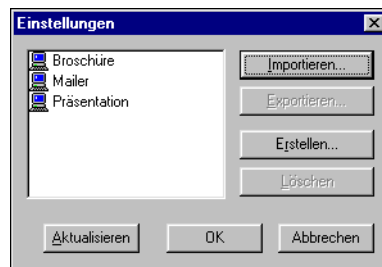 Einstellungen
Broschüre
Mailer
Präsentation
Importieren...
Exportieren...
Erstellen...
Löschen
Aktualisieren
OK
Abbrechen